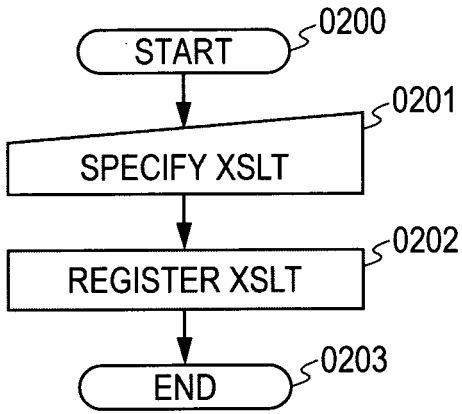 START
0200
SPECIFY XSLT
0201
REGISTER XSLT
0202
END
0203